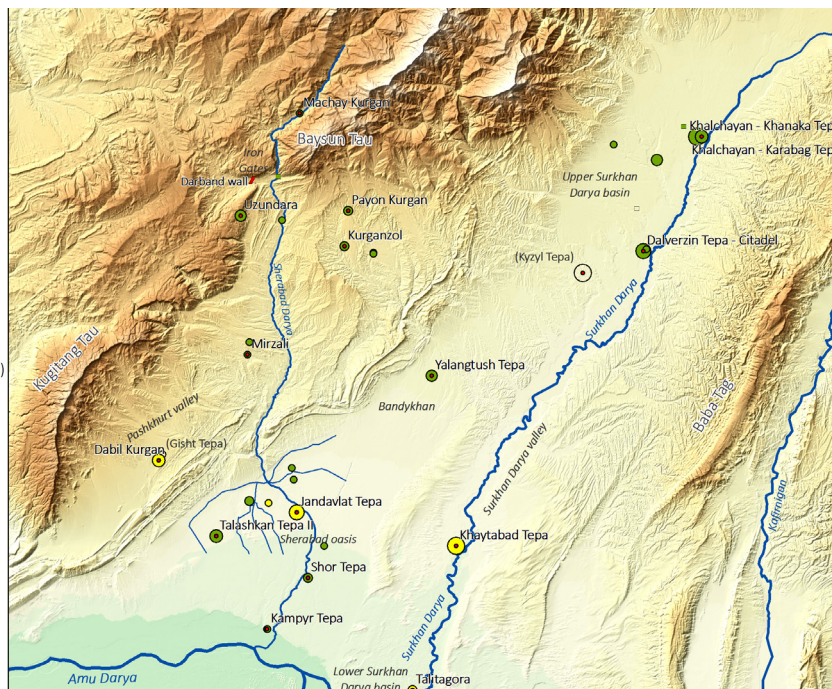 Machay Kurgan
Baysun Tau
Iron
Gates
Darband wall
Khalchayan - Khanaka Tep
Khalchayan - Karabag Tep
Upper Surkhan
Darya basin
Uzundara
Payon Kurgan
Kurganzol
Dalverzin Tepa - Citadel
(Kyzyl Tepa)
Sherabad Darya
Surkhan Darya
Mirzali
Kugitang Tau
)
Yalangtush Tepa
Bandykhan
Baba-Tag
Pashkhurt valley
Dabil Kurgan
(Gisht Tepa)
Surkhan Darya valley
Kafirnigan
Jandavlat Tepa
Talashkan Tepa II
Sherabad oasis
Khaytabad Tepa
Shor Tepa
Kampyr Tepa
Surkhan Darya
Amu Darya
Lower Surkhan
Darya basin
Talitagora